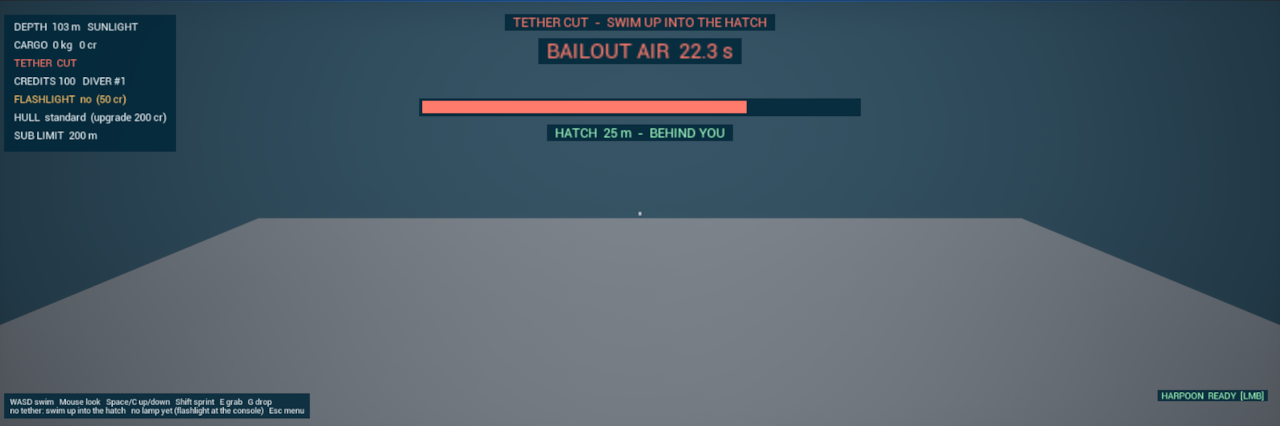 DEPTH 103 m SUNLIGHT
CARGO 0 kg 0 cr
TETHER CUT
CREDITS 100 DIVER #1
FLASHLIGHT no (50 cr)
HULL standard (upgrade 200 cr)
SUB LIMIT 200 m
TETHER CUT - SWIM UP INTO THE HATCH
BAILOUT AIR 22.3 s
HATCH 25 m - BEHIND YOU
WASD swim Mouse look Space/C up/down Shift sprint E grab G drop
no tether: swim up into the hatch no lamp yet (flashlight at the console) Esc menu
HARPOON READY [LMB]